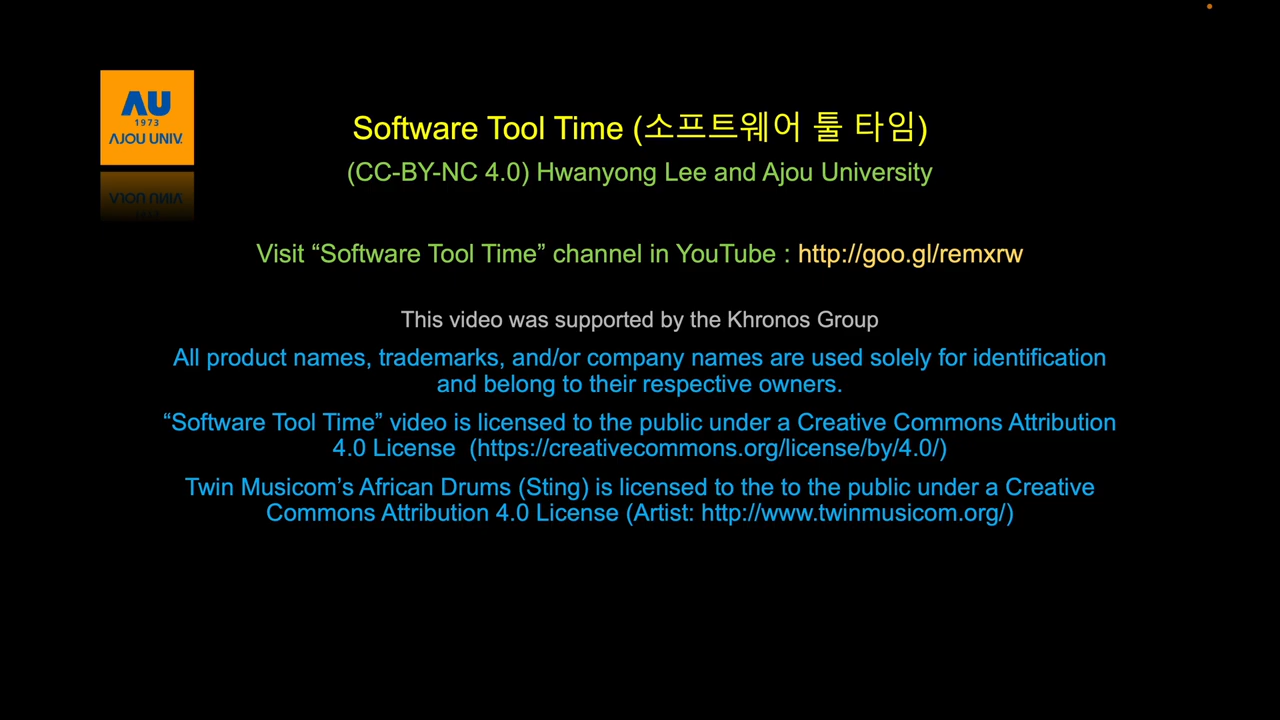 AU
1973
AJOU UNIV.
Software Tool Time (소프트웨어 툴 타임)
(CC-BY-NC 4.0) Hwanyong Lee and Ajou University
Visit “Software Tool Time” channel in YouTube : http://goo.gl/remxrw
This video was supported by the Khronos Group
All product names, trademarks, and/or company names are used solely for identification
and belong to their respective owners.
“Software Tool Time” video is licensed to the public under a Creative Commons Attribution
4.0 License (https://creativecommons.org/license/by/4.0/)
Twin Musicom’s African Drums (Sting) is licensed to the to the public under a Creative
Commons Attribution 4.0 License (Artist: http://www.twinmusicom.org/)